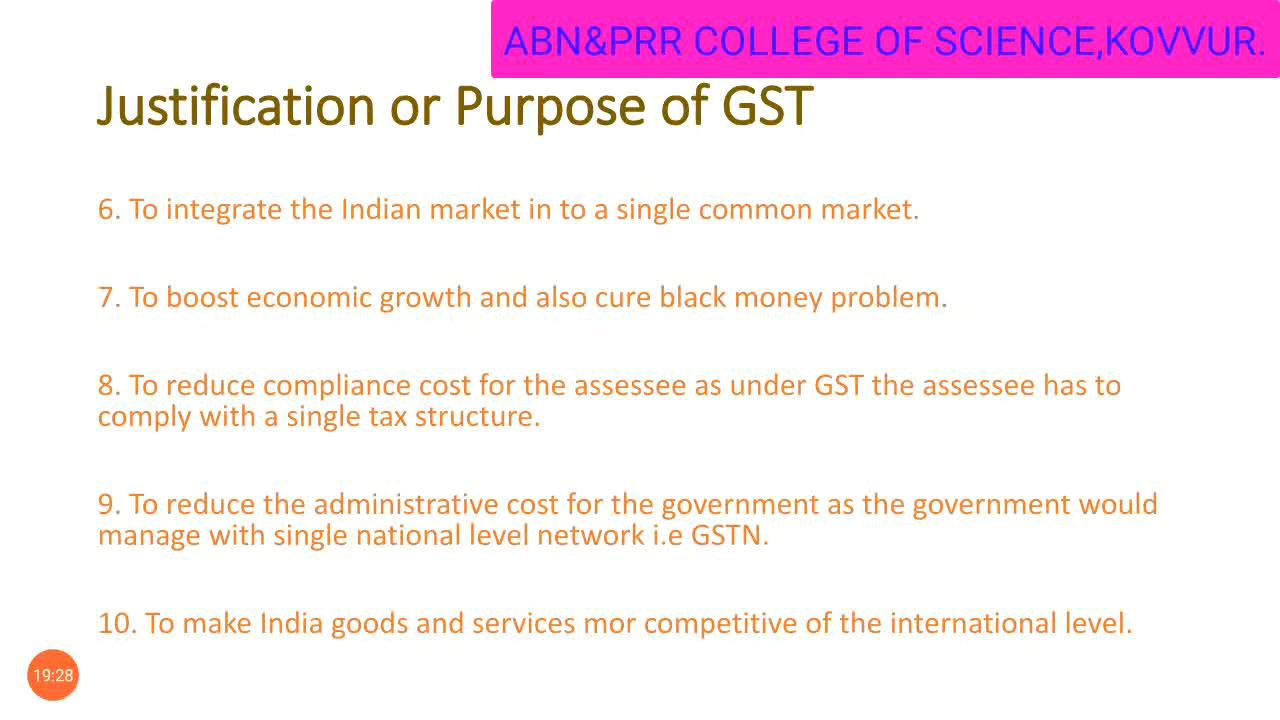 ABN&PRR COLLEGE OF SCIENCE,KOVVUR.
Justification or Purpose of GST
6. To integrate the Indian market in to a single common market.
7. To boost economic growth and also cure black money problem.
8. To reduce compliance cost for the assessee as under GST the assessee has to
comply with a single tax structure.
9. To reduce the administrative cost for the government as the government would
manage with single national level network i.e GSTN.
10. To make India goods and services mor competitive of the international level.
19:28